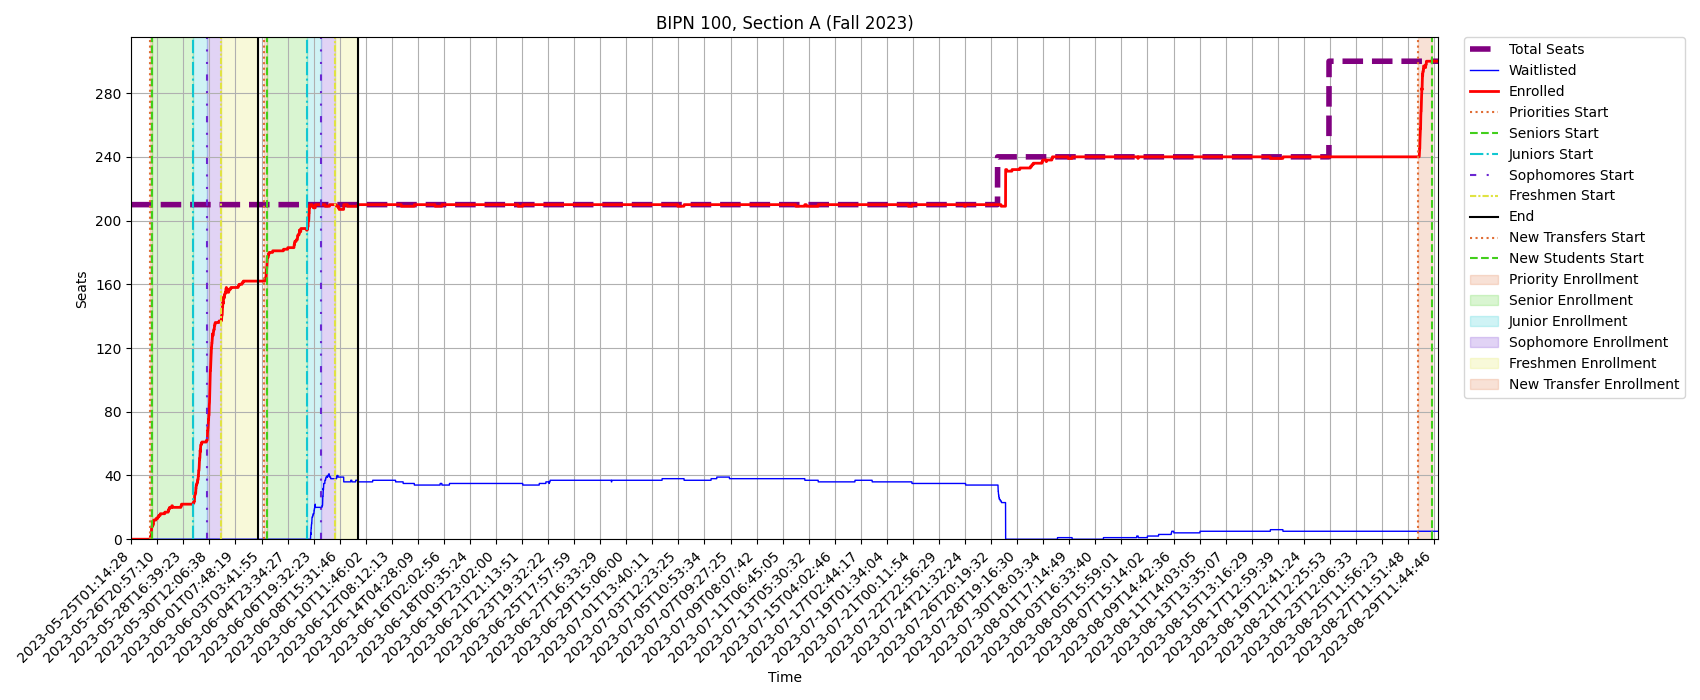 BIPN 100, Section A (Fall 2023)
Seats
280
240
200
160
120
80
40
0
2023-05-25T01:14:28
2023-05-26T20:57:10
2023-05-28T16:39:23
2023-05-30T12:06:38
2023-06-01T07:48:19
2023-06-03T03:41:55
2023-06-04T23:34:27
2023-06-06T19:32:23
2023-06-08T15:31:46
2023-06-10T11:46:02
2023-06-12T08:12:13
2023-06-14T04:28:09
2023-06-16T02:02:56
2023-06-18T00:35:24
2023-06-19T23:02:00
2023-06-21T21:13:51
2023-06-23T19:32:22
2023-06-25T17:57:59
2023-06-27T16:33:29
2023-06-29T15:06:00
2023-07-01T13:40:11
2023-07-03T12:23:25
2023-07-05T10:53:34
2023-07-07T09:27:25
2023-07-09T08:07:42
2023-07-11T06:45:05
2023-07-13T05:30:32
2023-07-15T04:02:46
2023-07-17T02:44:17
2023-07-19T01:34:04
2023-07-21T00:11:54
2023-07-22T22:56:29
2023-07-24T21:32:24
2023-07-26T20:19:32
2023-07-28T19:16:30
2023-07-30T18:03:34
2023-08-01T17:14:49
2023-08-03T16:33:40
2023-08-05T15:59:01
2023-08-07T15:14:02
2023-08-09T14:42:36
2023-08-11T14:03:05
2023-08-13T13:35:07
2023-08-15T13:16:29
2023-08-17T12:59:39
2023-08-19T12:41:24
2023-08-21T12:25:53
2023-08-23T12:06:33
2023-08-25T11:56:23
2023-08-27T11:51:48
2023-08-29T11:44:46
Time
Total Seats
Waitlisted
Enrolled
Priorities Start
Seniors Start
Juniors Start
Sophomores Start
Freshmen Start
End
New Transfers Start
New Students Start
Priority Enrollment
Senior Enrollment
Junior Enrollment
Sophomore Enrollment
Freshmen Enrollment
New Transfer Enrollment